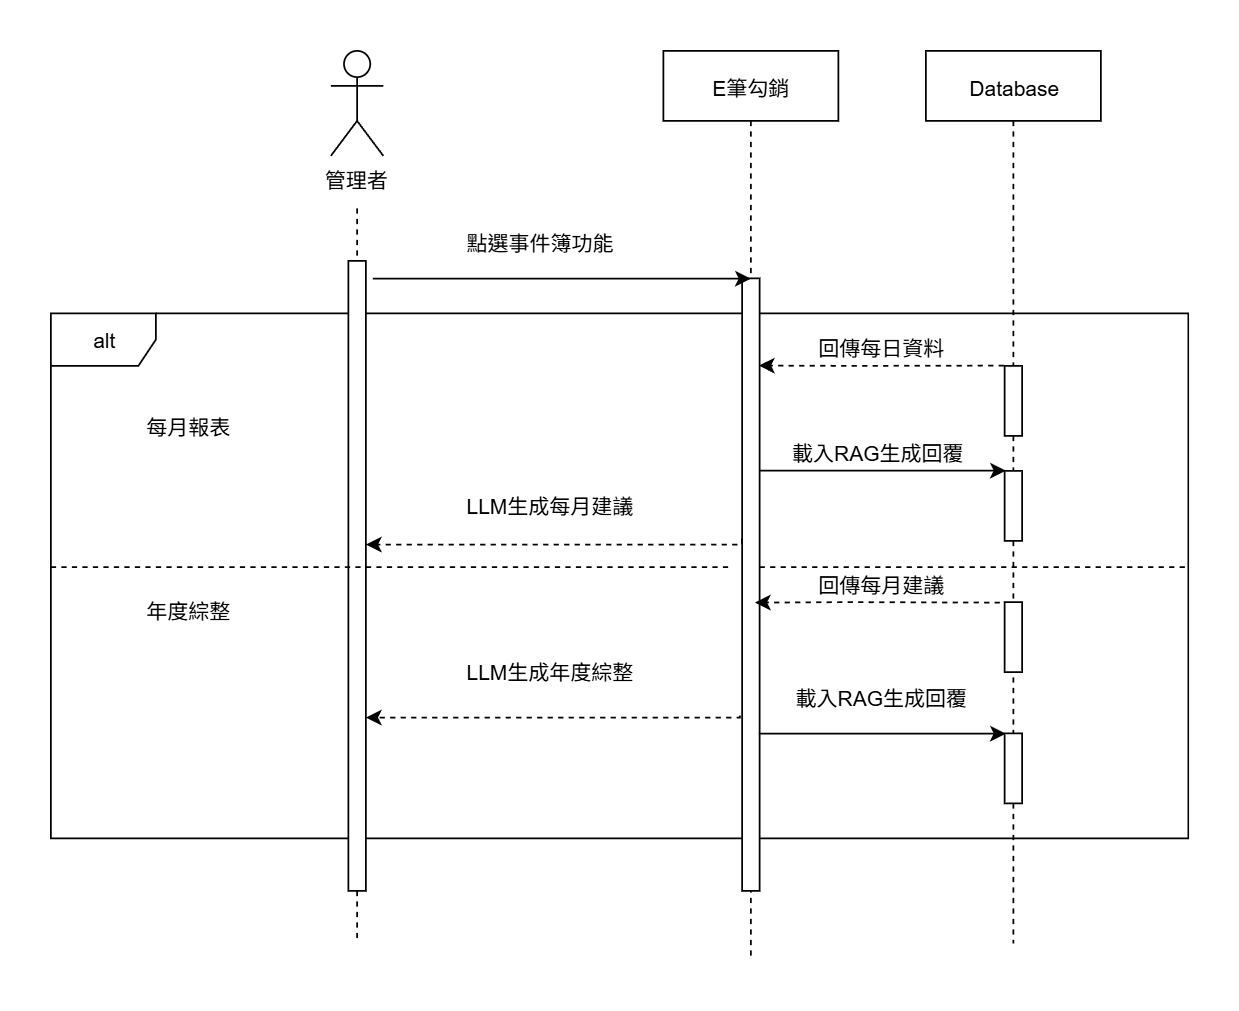 E筆勾銷
Database
管理者
點選事件簿功能
alt
回傳每日資料
每月報表
載入RAG生成回覆
LLM生成每月建議
回傳每月建議
年度綜整
LLM生成年度綜整
載入RAG生成回覆